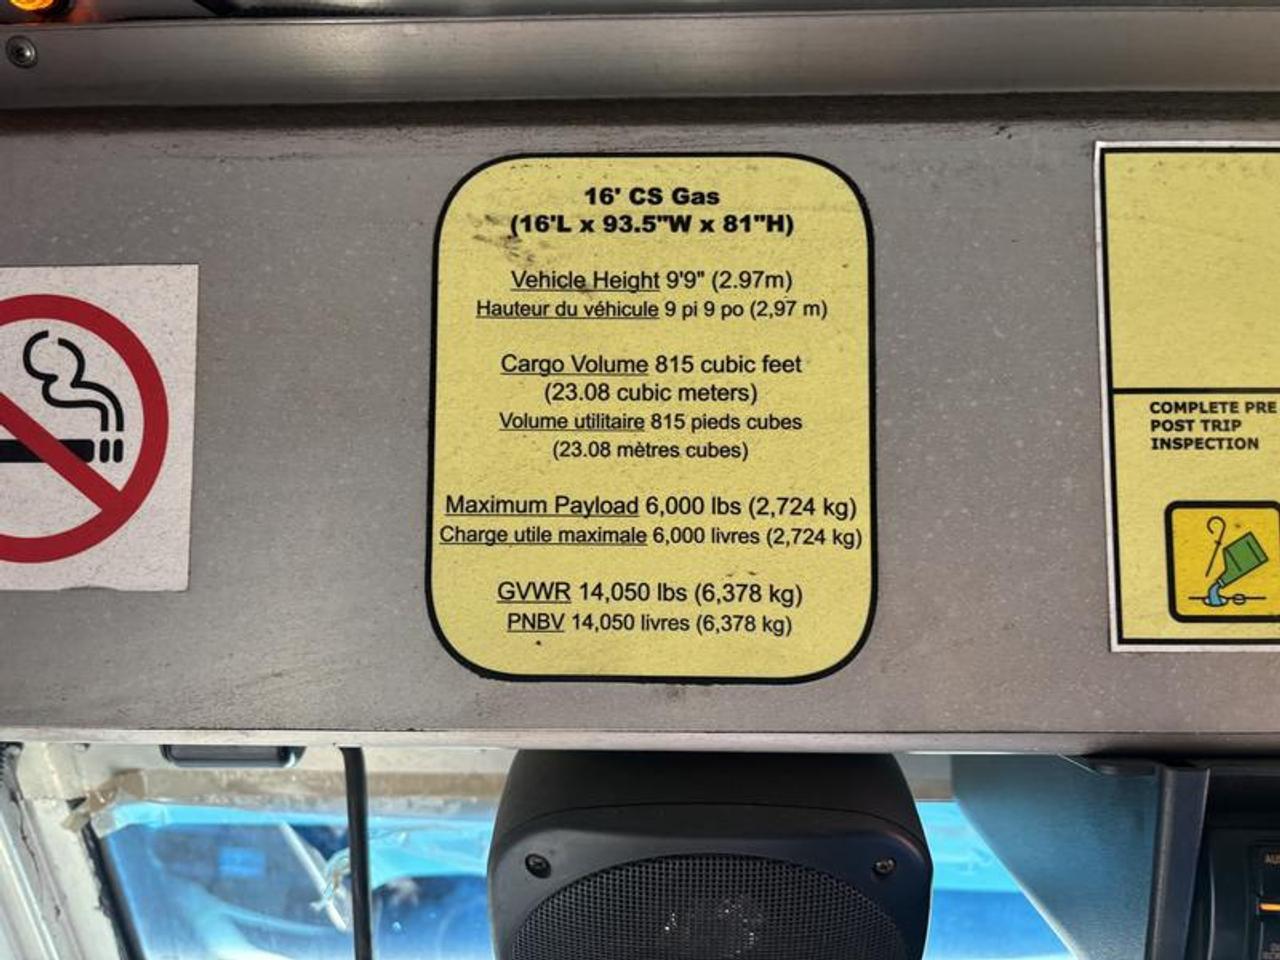 16' CS Gas
(16'L x 93.5"W x 81"H)
Vehicle Height 9'9" (2.97m)
Hauteur du véhicule 9 pi 9 po (2,97 m)
Cargo Volume 815 cubic feet
(23.08 cubic meters)
Volume utilitaire 815 pieds cubes
(23.08 mètres cubes)
Maximum Payload 6,000 lbs (2,724 kg)
Charge utile maximale 6,000 livres (2,724 kg)
GVWR 14,050 lbs (6,378 kg)
PNBV 14,050 livres (6,378 kg)
COMPLETE PRE
POST TRIP
INSPECTION